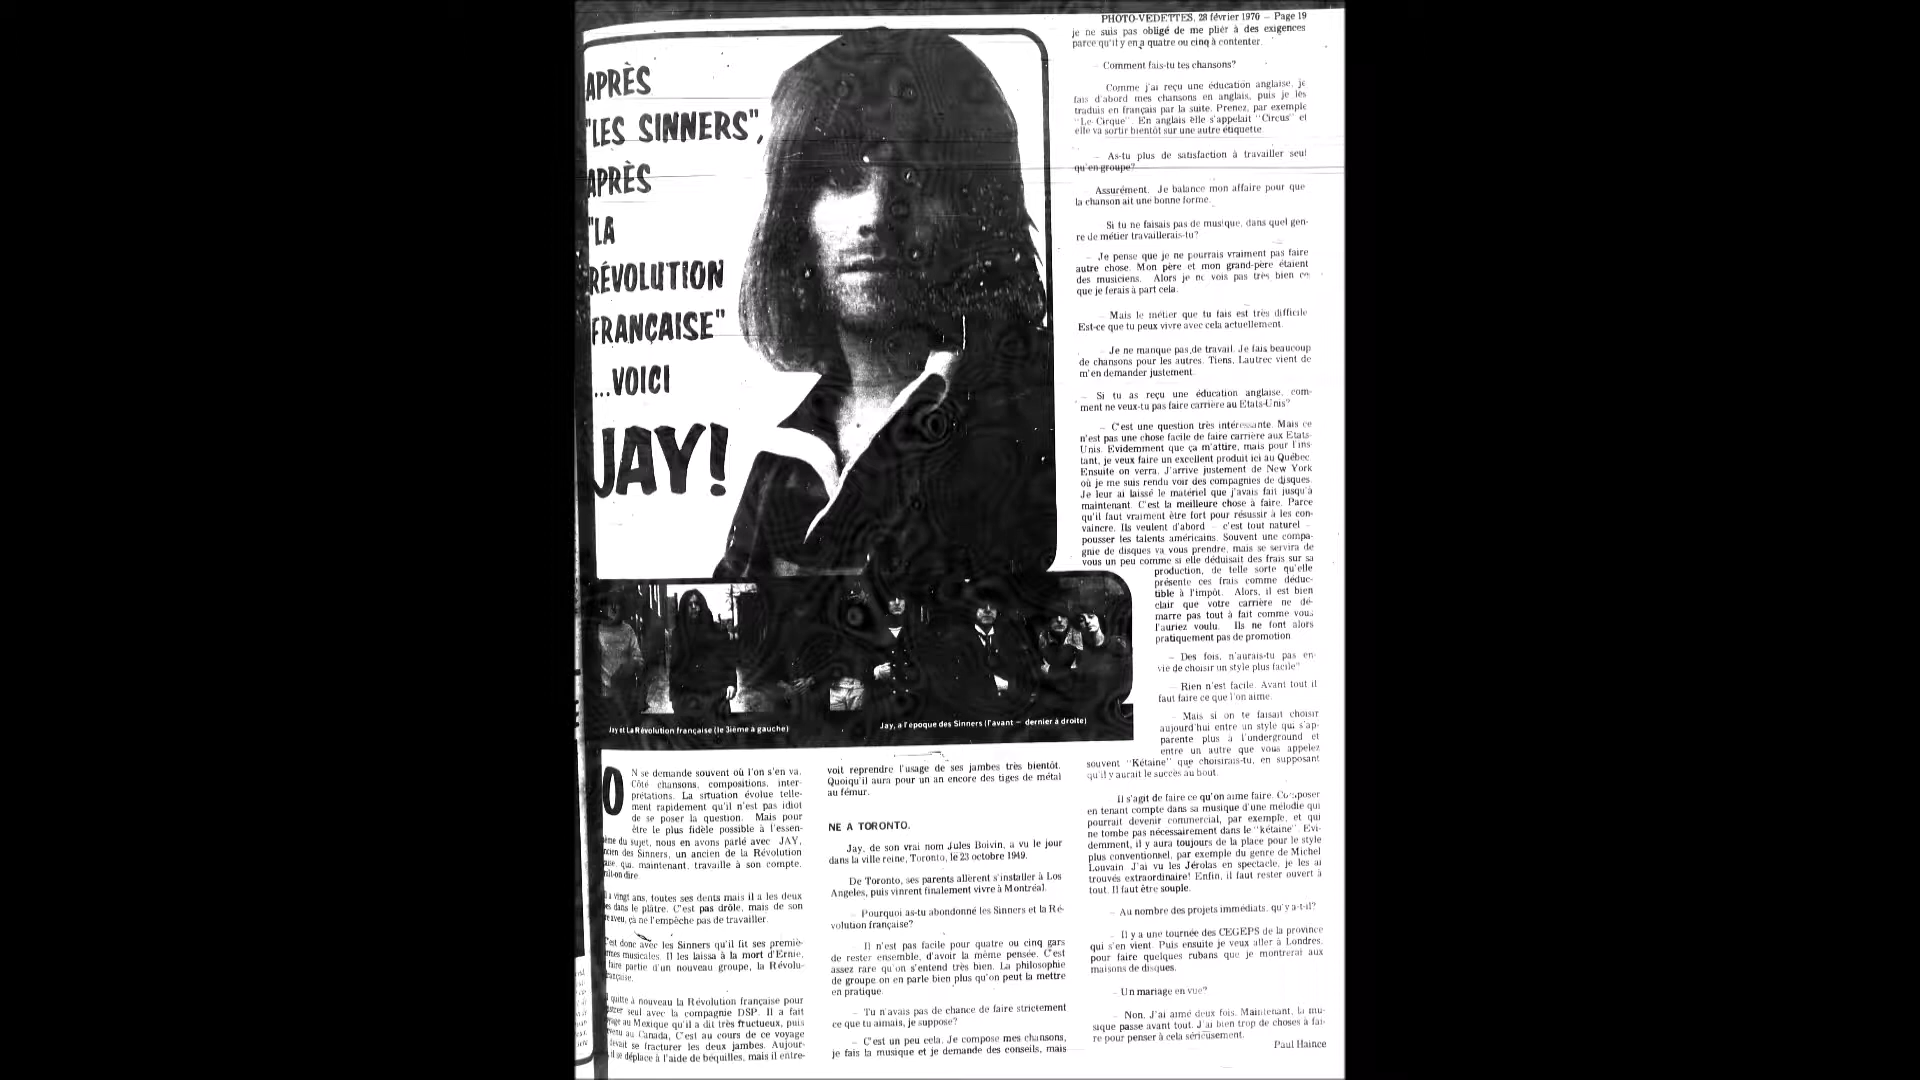 PHOTO-VEDETTES, 28 février 1970 — Page 19
APRÈS
"LES SINNERS",
APRÈS
"LA
RÉVOLUTION
FRANÇAISE"
...VOICI
JAY!
Jay et La Révolution française (le 3ième à gauche)
Jay, a l'epoque des Sinners (l'avant — dernier à droite)
ON se demande souvent où l'on s'en va.
Côté chansons, compositions, inter-
prétations. La situation évolue telle-
ment rapidement qu'il n'est pas idiot
de se poser la question. Mais pour
être le plus fidèle possible à l'essen-
du sujet, nous en avons parlé avec JAY,
des Sinners, un ancien de la Révolution
qui, maintenant, travaille à son compte,
dire
vingt ans, toutes ses dents mais il a les deux
dans le plâtre. C'est pas drôle, mais de son
aveu, çà ne l'empêche pas de travailler.
donc avec les Sinners qu'il fit ses premiè-
musicales. Il les laissa à la mort d'Ernie,
partie d'un nouveau groupe, la Révolu-
quitte à nouveau la Révolution française pour
seul avec la compagnie DSP. Il a fait
au Mexique qu'il a dit très fructueux, puis
au Canada, C'est au cours de ce voyage
se fracturer les deux jambes. Aujour-
il se déplace à l'aide de béquilles, mais il entre-
voit reprendre l'usage de ses jambes très bientôt.
Quoiqu'il aura pour un an encore des tiges de métal
au fémur.
NE A TORONTO.
Jay, de son vrai nom Jules Boivin, a vu le jour
dans la ville reine, Toronto, le 23 octobre 1949.
De Toronto, ses parents allèrent s'installer à Los
Angeles, puis vinrent finalement vivre à Montréal.
— Pourquoi as-tu abondonné les Sinners et la Ré-
volution française?
— Il n'est pas facile pour quatre ou cinq gars
de rester ensemble, d'avoir la même pensée. C'est
assez rare qu'on s'entend très bien. La philosophie
de groupe on en parle bien plus qu'on peut la mettre
en pratique.
— Tu n'avais pas de chance de faire strictement
ce que tu aimais, je suppose?
— C'est un peu cela. Je compose mes chansons,
je fais la musique et je demande des conseils, mais
je ne suis pas obligé de me plier à des exigences
parce qu'il y en a quatre ou cinq à contenter.
— Comment fais-tu tes chansons?
Comme j'ai reçu une éducation anglaise, je
fais d'abord mes chansons en anglais, puis je les
traduis en français par la suite. Prenez, par exemple
"Le Cirque". En anglais elle s'appelait "Circus" et
elle va sortir bientôt sur une autre étiquette.
— As-tu plus de satisfaction à travailler seul
qu'en groupe?
Assurément. Je balance mon affaire pour que
la chanson ait une bonne forme.
Si tu ne faisais pas de musique, dans quel gen-
re de métier travaillerais-tu?
— Je pense que je ne pourrais vraiment pas faire
autre chose. Mon père et mon grand-père étaient
des musiciens. Alors je ne vois pas très bien ce
que je ferais à part cela.
— Mais le métier que tu fais est très difficile
Est-ce que tu peux vivre avec cela actuellement.
— Je ne manque pas de travail. Je fais beaucoup
de chansons pour les autres. Tiens, Lautrec vient de
m'en demander justement.
— Si tu as reçu une éducation anglaise, com-
ment ne veux-tu pas faire carrière au Etats-Unis?
— C'est une question très intéressante. Mais ce
n'est pas une chose facile de faire carrière aux Etats-
Unis. Evidemment que ça m'attire, mais pour l'ins-
tant, je veux faire un excellent produit ici au Québec
Ensuite on verra. J'arrive justement de New York
où je me suis rendu voir des compagnies de disques.
Je leur ai laissé le matériel que j'avais fait jusqu'à
maintenant. C'est la meilleure chose à faire. Parce
qu'il faut vraiment être fort pour résussir à les con-
vaincre. Ils veulent d'abord — c'est tout naturel —
pousser les talents américains. Souvent une compa-
gnie de disques va vous prendre, mais se servira de
vous un peu comme si elle déduisait des frais sur sa
production, de telle sorte qu'elle
présente ces frais comme déduc-
tible à l'impôt. Alors, il est bien
clair que votre carrière ne dé-
marre pas tout à fait comme vous
l'auriez voulu. Ils ne font alors
pratiquement pas de promotion
— Des fois, n'aurais-tu pas en-
vie de choisir un style plus facile"
— Rien n'est facile. Avant tout il
faut faire ce que l'on aime.
— Mais si on te faisait choisir
aujourd'hui entre un style qui s'ap-
parente plus à l'underground et
entre un autre que vous appelez
souvent "Kétaine" que choisirais-tu, en supposant
qu'il y aurait le succès au bout.
Il s'agit de faire ce qu'on aime faire. Composer
en tenant compte dans sa musique d'une mélodie qui
pourrait devenir commercial, par exemple, et qui
ne tombe pas nécessairement dans le "kétaine". Evi-
demment, il y aura toujours de la place pour le style
plus conventionnel, par exemple du genre de Michel
Louvain. J'ai vu les Jérolas en spectacle, je les ai
trouvés extraordinaire! Enfin, il faut rester ouvert à
tout. Il faut être souple.
— Au nombre des projets immédiats, qu'y a-t-il?
— Il y a une tournée des CEGEPS de la province
qui s'en vient. Puis ensuite je veux aller à Londres,
pour faire quelques rubans que je montrerai aux
maisons de disques.
— Un mariage en vue?
— Non. J'ai aimé deux fois. Maintenant, la mu-
sique passe avant tout. J'ai bien trop de choses à fai-
re pour penser à cela sérieusement.
Paul Haince